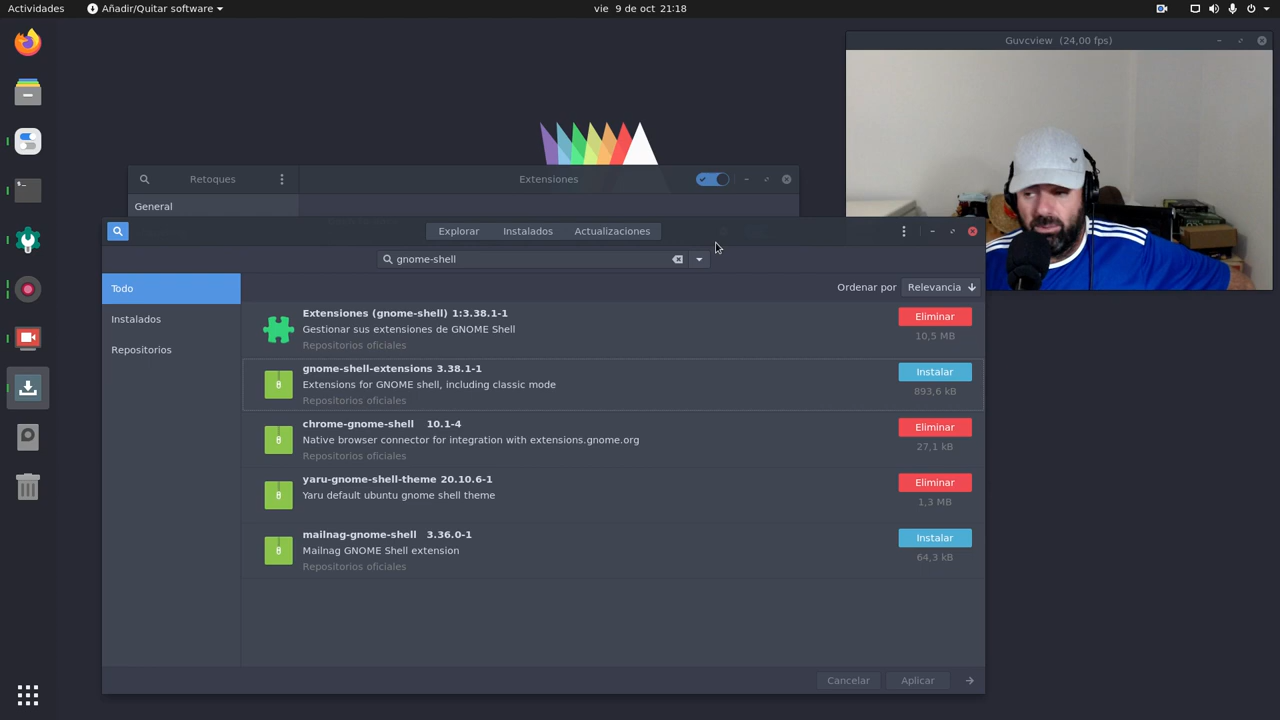 Actividades
Añadir/Quitar software
vie 9 de oct 21:18
Guvcview (24,00 fps)
Retoques
Extensiones
General
Explorar
Instalados
Actualizaciones
gnome-shell
Todo
Instalados
Repositorios
Ordenar por
Relevancia
Extensiones (gnome-shell) 1:3.38.1-1
Gestionar sus extensiones de GNOME Shell
Repositorios oficiales
Eliminar
10,5 MB
gnome-shell-extensions 3.38.1-1
Extensions for GNOME shell, including classic mode
Repositorios oficiales
Instalar
893,6 kB
chrome-gnome-shell 10.1-4
Native browser connector for integration with extensions.gnome.org
Repositorios oficiales
Eliminar
27,1 kB
yaru-gnome-shell-theme 20.10.6-1
Yaru default ubuntu gnome shell theme
Eliminar
1,3 MB
mailnag-gnome-shell 3.36.0-1
Mailnag GNOME Shell extension
Repositorios oficiales
Instalar
64,3 kB
Cancelar
Aplicar